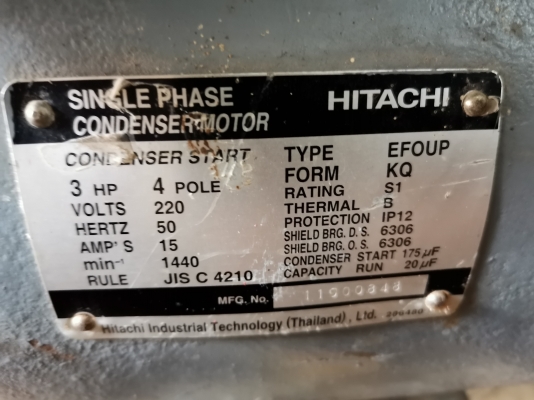 SINGLE PHASE
CONDENSER MOTOR
HITACHI
CONDENSER START
3 HP 4 POLE
VOLTS 220
HERTZ 50
AMP'S 15
min-¹ 1440
RULE JIS C 4210
TYPE EFOUP
FORM KQ
RATING S1
THERMAL B
PROTECTION IP12
SHIELD BRG. D. S. 6306
SHIELD BRG. O. S. 6306
CONDENSER START 175μF
CAPACITY RUN 20μF
MFG. No.
Hitachi Industrial Technology (Thailand), Ltd.